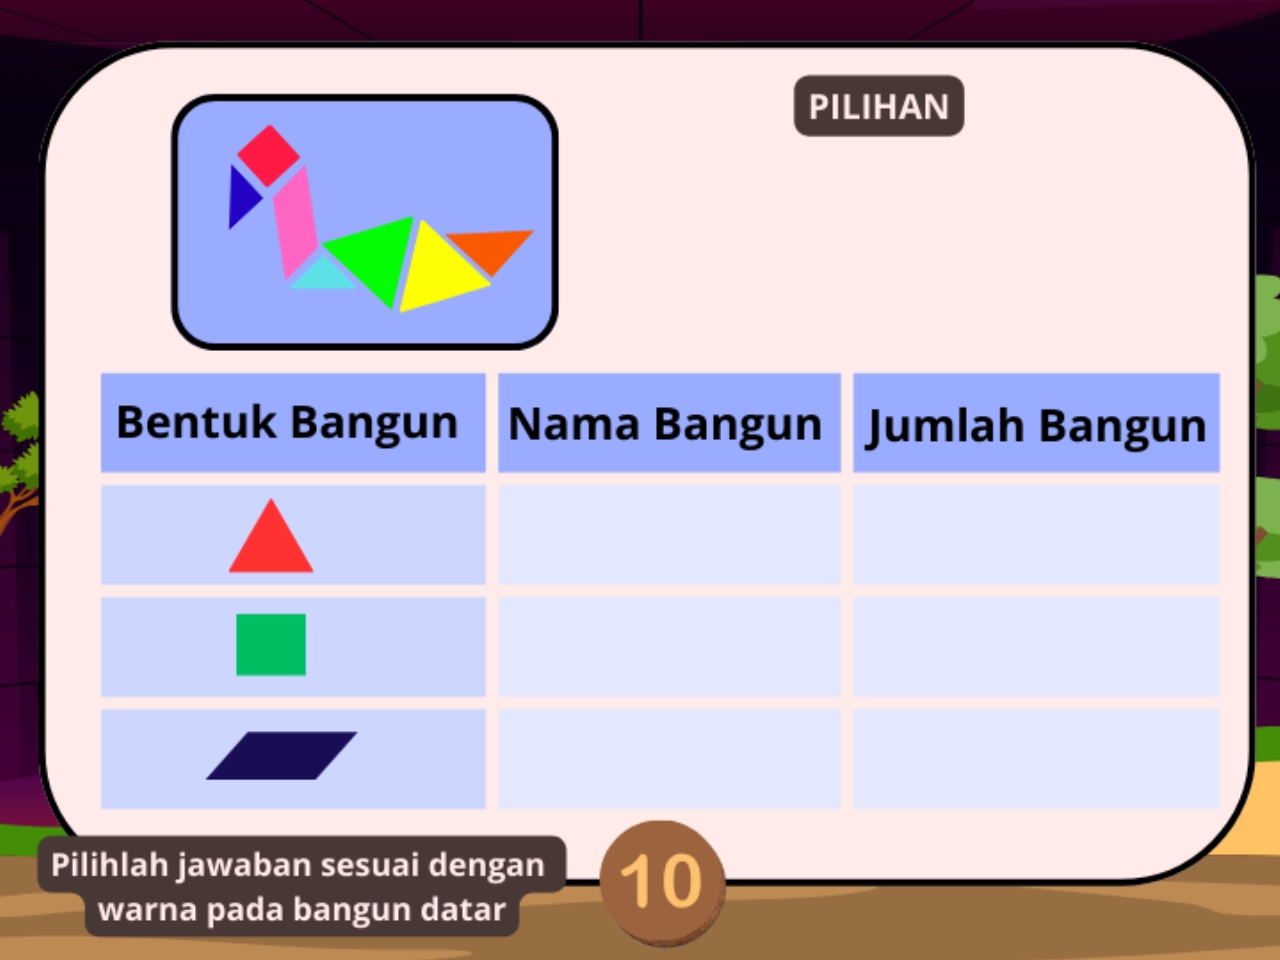 PILIHAN
Bentuk Bangun
Nama Bangun
Jumlah Bangun
Pilihlah jawaban sesuai dengan
warna pada bangun datar
10